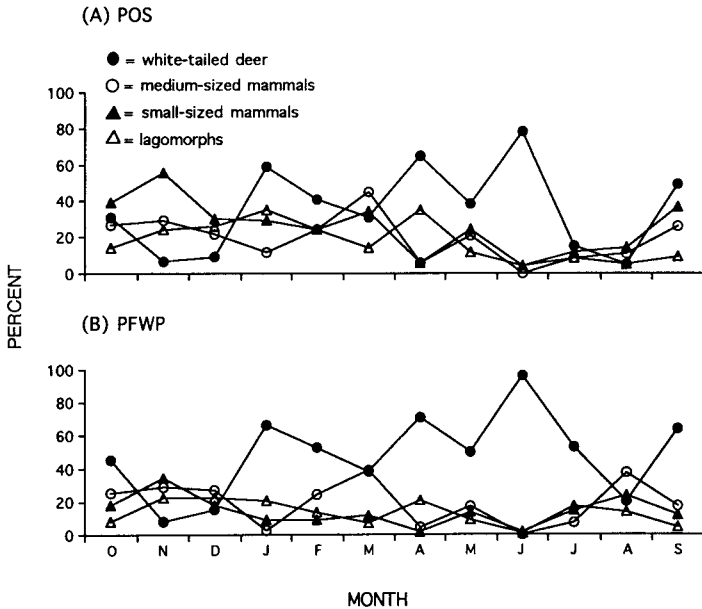 (A) POS
● = white-tailed deer
○ = medium-sized mammals
▲ = small-sized mammals
△ = lagomorphs
100
80
60
40
20
0
PERCENT
(B) PFWP
100
80
60
40
20
0
O N D J F M A M J J A S
MONTH